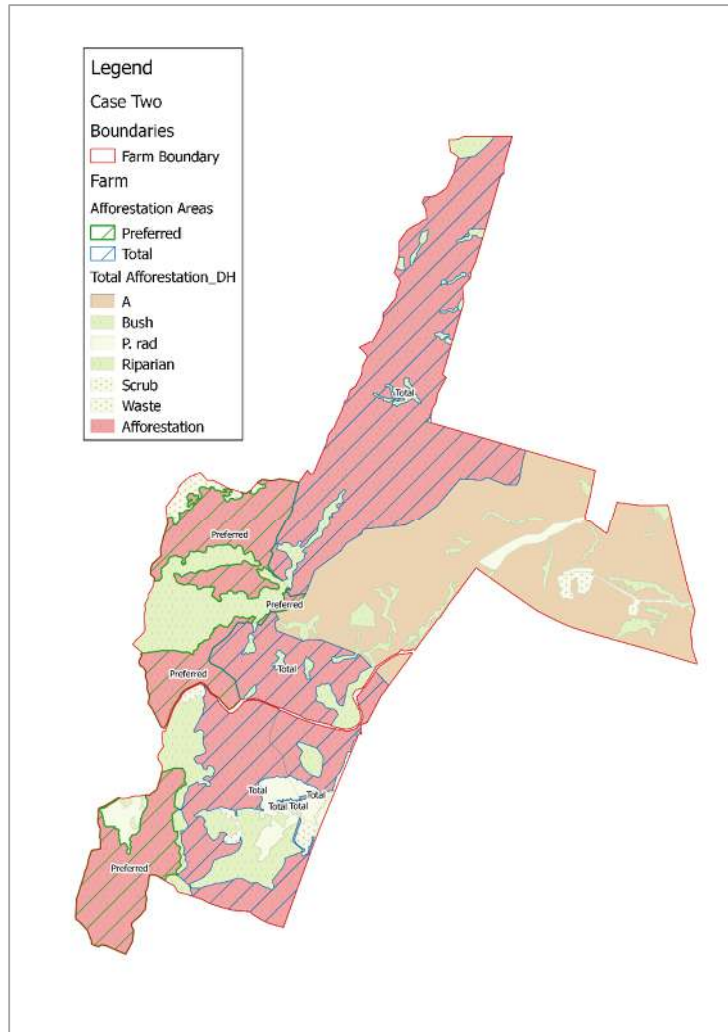 Legend
Case Two
Boundaries
Farm Boundary
Farm
Afforestation Areas
Preferred
Total
Total Afforestation_DH
A
Bush
P. rad
Riparian
Scrub
Waste
Afforestation
Total
Preferred
Preferred
Total
Preferred
Total
Total
Total Total
Preferred